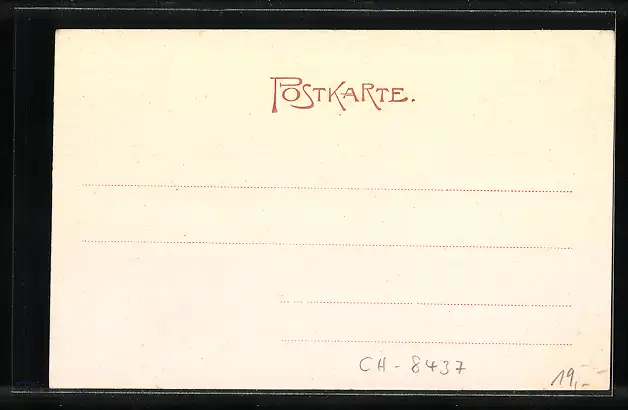 POSTKARTE.
CH-8437
19,-